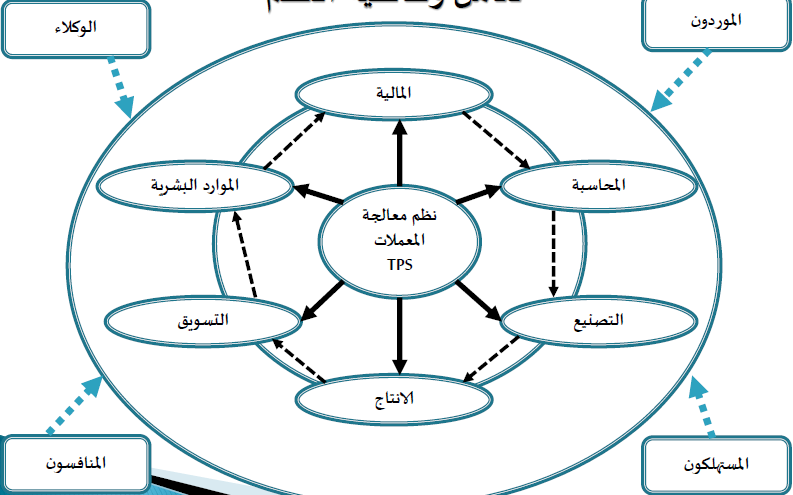 الموردون
الوكلاء
المالية
المحاسبة
الموارد البشرية
نظم معالجة
المعملات
TPS
التصنيع
التسويق
الانتاج
المستهلكون
المنافسون